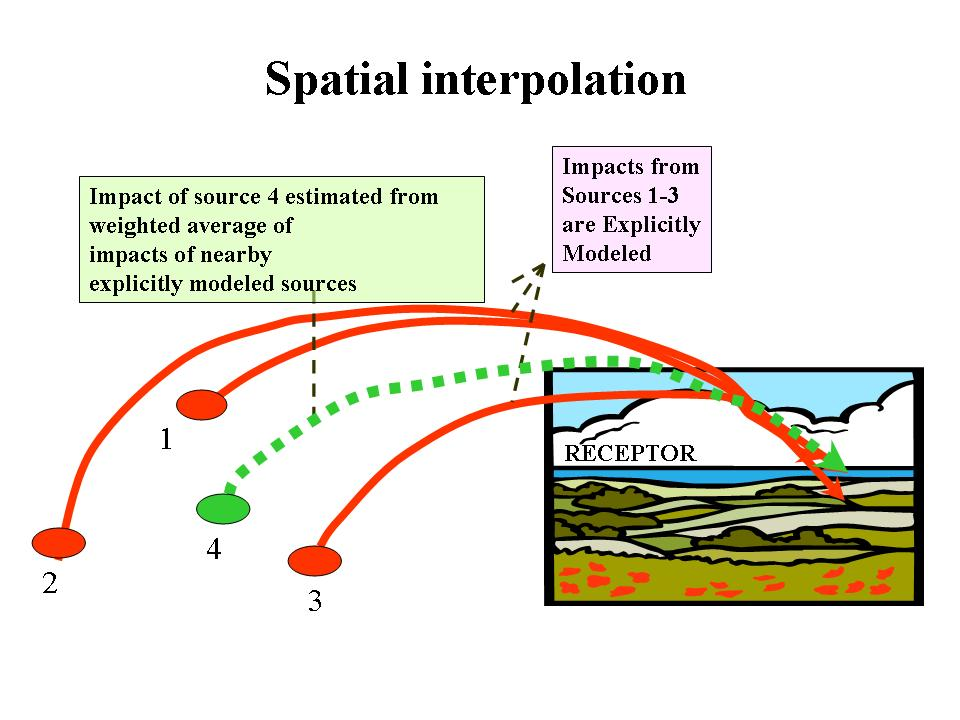 Spatial interpolation
Impact of source 4 estimated from
weighted average of
impacts of nearby
explicitly modeled sources
Impacts from
Sources 1-3
are Explicitly
Modeled
RECEPTOR
1
4
2
3